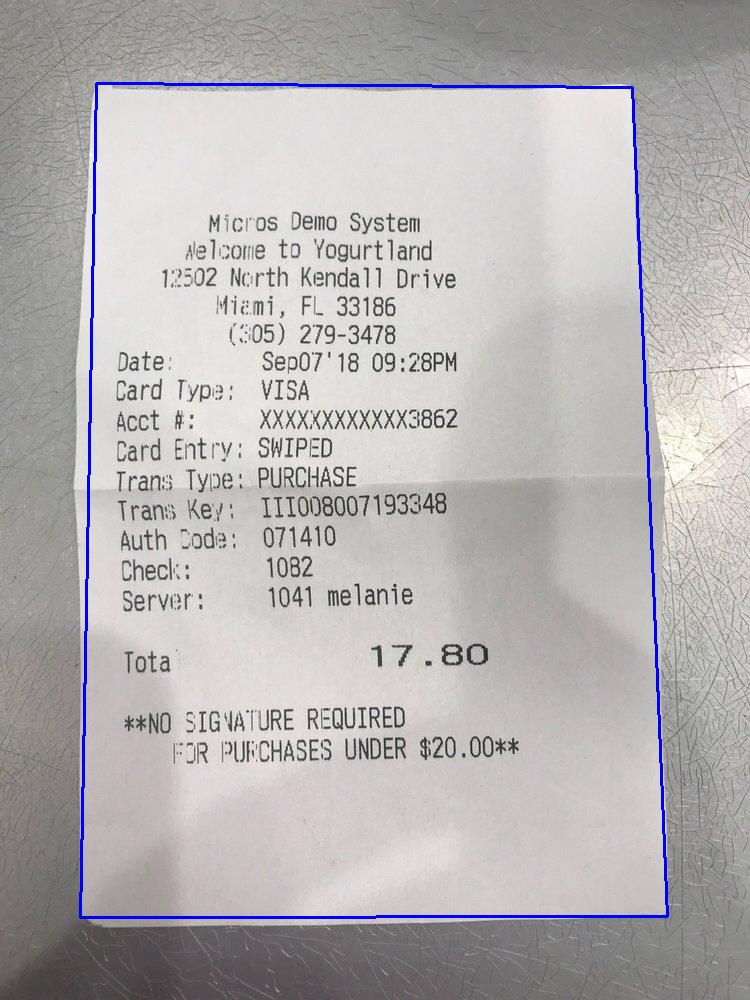 Micros Demo System
Welcome to Yogurtland
12502 North Kendall Drive
Miami, FL 33186
(305) 279-3478
Date: Sep07'18 09:28PM
Card Type: VISA
Acct #: XXXXXXXXXXXX3862
Card Entry: SWIPED
Trans Type: PURCHASE
Trans Key: III008007193348
Auth Code: 071410
Check: 1082
Server: 1041 melanie
Total 17.80
**NO SIGNATURE REQUIRED
FOR PURCHASES UNDER $20.00**